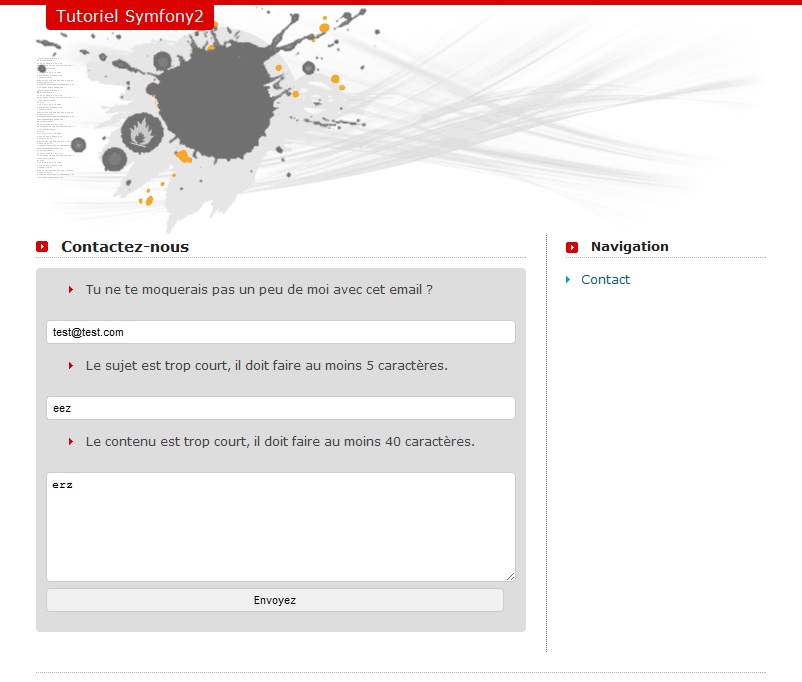 Tutoriel Symfony2
Contactez-nous
Tu ne te moquerais pas un peu de moi avec cet email ?
test@test.com
Le sujet est trop court, il doit faire au moins 5 caractères.
eez
Le contenu est trop court, il doit faire au moins 40 caractères.
erz
Envoyez
Navigation
Contact